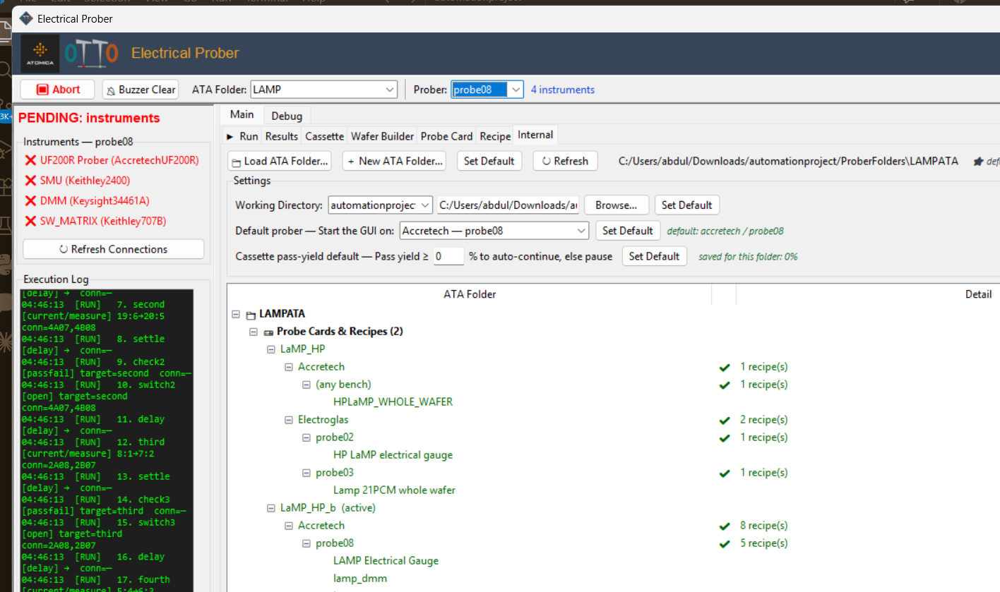 Electrical Prober
ATOMICA OTTO Electrical Prober
Abort Buzzer Clear ATA Folder: LAMP Prober: probe08 4 instruments
3K+
PENDING: instruments
Instruments — probe08
UF200R Prober (AccretechUF200R)
SMU (Keithley2400)
DMM (Keysight34461A)
SW_MATRIX (Keithley707B)
Refresh Connections
Execution Log
[delay] → conn=—
04:46:13 [RUN] 7. second
[current/measure] 19:6→20:5
conn=4A07,4B08
04:46:13 [RUN] 8. settle
[delay] → conn=—
04:46:13 [RUN] 9. check2
[passfail] target=second conn=—
04:46:13 [RUN] 10. switch2
[open] target=second
conn=4A07,4B08
04:46:13 [RUN] 11. delay
[delay] → conn=—
04:46:13 [RUN] 12. third
[current/measure] 8:1→7:2
conn=2A08,2B07
04:46:13 [RUN] 13. settle
[delay] → conn=—
04:46:13 [RUN] 14. check3
[passfail] target=third conn=—
04:46:13 [RUN] 15. switch3
[open] target=third
conn=2A08,2B07
04:46:13 [RUN] 16. delay
[delay] → conn=—
04:46:13 [RUN] 17. fourth
[current/measure] 5:4→6:3
Main Debug
Run Results Cassette Wafer Builder Probe Card Recipe Internal
Load ATA Folder... + New ATA Folder... Set Default Refresh C:/Users/abdul/Downloads/automationproject/ProberFolders\LAMPATA
Settings
Working Directory: automationprojec C:/Users/abdul/Downloads/au Browse... Set Default
Default prober — Start the GUI on: Accretech — probe08 Set Default default: accretech / probe08
Cassette pass-yield default — Pass yield ≥ 0 % to auto-continue, else pause Set Default saved for this folder: 0%
ATA Folder Detail
LAMPATA
Probe Cards & Recipes (2)
LaMP_HP
Accretech 1 recipe(s)
(any bench) 1 recipe(s)
HPLaMP_WHOLE_WAFER
Electroglas 2 recipe(s)
probe02 1 recipe(s)
HP LaMP electrical gauge
probe03 1 recipe(s)
Lamp 21PCM whole wafer
LaMP_HP_b (active)
Accretech 8 recipe(s)
probe08 5 recipe(s)
LAMP Electrical Gauge
lamp_dmm